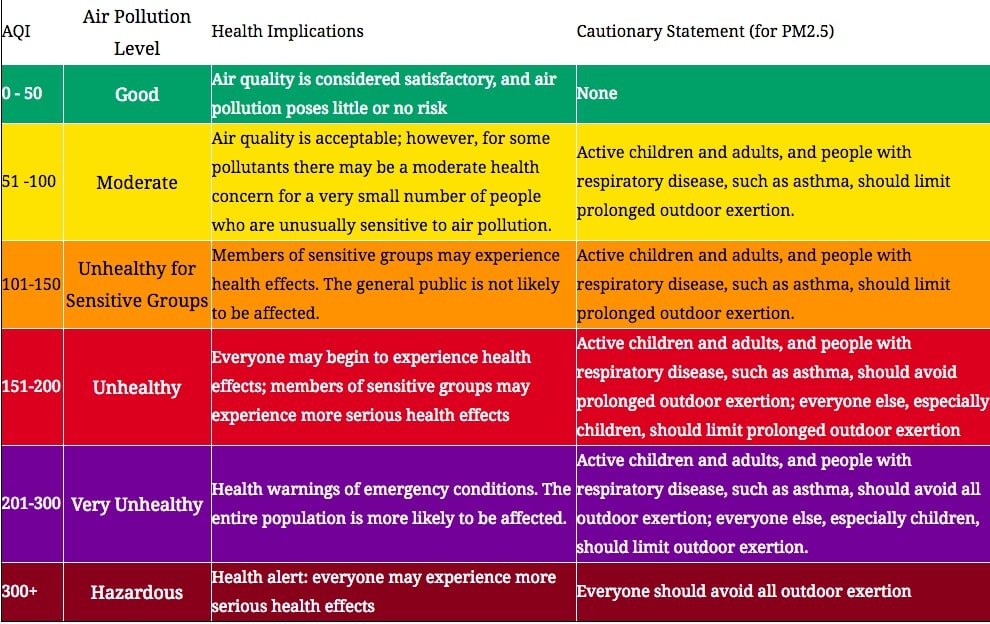 AQI
Air Pollution
Level
Health Implications
Cautionary Statement (for PM2.5)
0 - 50
Good
Air quality is considered satisfactory, and air
pollution poses little or no risk
None
51 -100
Moderate
Air quality is acceptable; however, for some
pollutants there may be a moderate health
concern for a very small number of people
who are unusually sensitive to air pollution.
Active children and adults, and people with
respiratory disease, such as asthma, should limit
prolonged outdoor exertion.
101-150
Unhealthy for
Sensitive Groups
Members of sensitive groups may experience
health effects. The general public is not likely
to be affected.
Active children and adults, and people with
respiratory disease, such as asthma, should limit
prolonged outdoor exertion.
151-200
Unhealthy
Everyone may begin to experience health
effects; members of sensitive groups may
experience more serious health effects
Active children and adults, and people with
respiratory disease, such as asthma, should avoid
prolonged outdoor exertion; everyone else, especially
children, should limit prolonged outdoor exertion
201-300
Very Unhealthy
Health warnings of emergency conditions. The
entire population is more likely to be affected.
Active children and adults, and people with
respiratory disease, such as asthma, should avoid all
outdoor exertion; everyone else, especially children,
should limit outdoor exertion.
300+
Hazardous
Health alert: everyone may experience more
serious health effects
Everyone should avoid all outdoor exertion